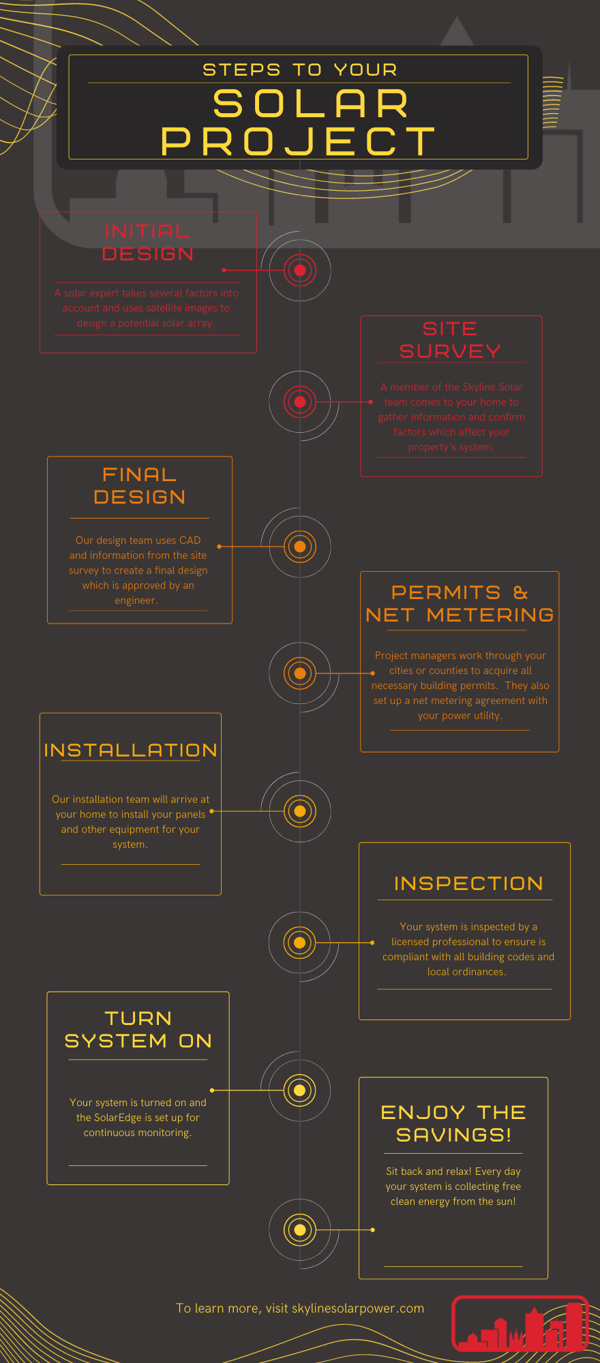 STEPS TO YOUR
SOLAR
PROJECT
INITIAL
DESIGN
A solar expert takes several factors into
account and uses satellite images to
design a potential solar array.
SITE
SURVEY
A member of the Skyline Solar
team comes to your home to
gather information and confirm
factors which affect your
property's system.
FINAL
DESIGN
Our design team uses CAD
and information from the site
survey to create a final design
which is approved by an
engineer.
PERMITS &
NET METERING
Project managers work through your
cities or counties to acquire all
necessary building permits.  They also
set up a net metering agreement with
your power utility.
INSTALLATION
Our installation team will arrive at
your home to install your panels
and other equipment for your
system.
INSPECTION
Your system is inspected by a
licensed professional to ensure is
compliant with all building codes and
local ordinances.
TURN
SYSTEM ON
Your system is turned on and
the SolarEdge is set up for
continuous monitoring.
ENJOY THE
SAVINGS!
Sit back and relax! Every day
your system is collecting free
clean energy from the sun!
To learn more, visit skylinesolarpower.com